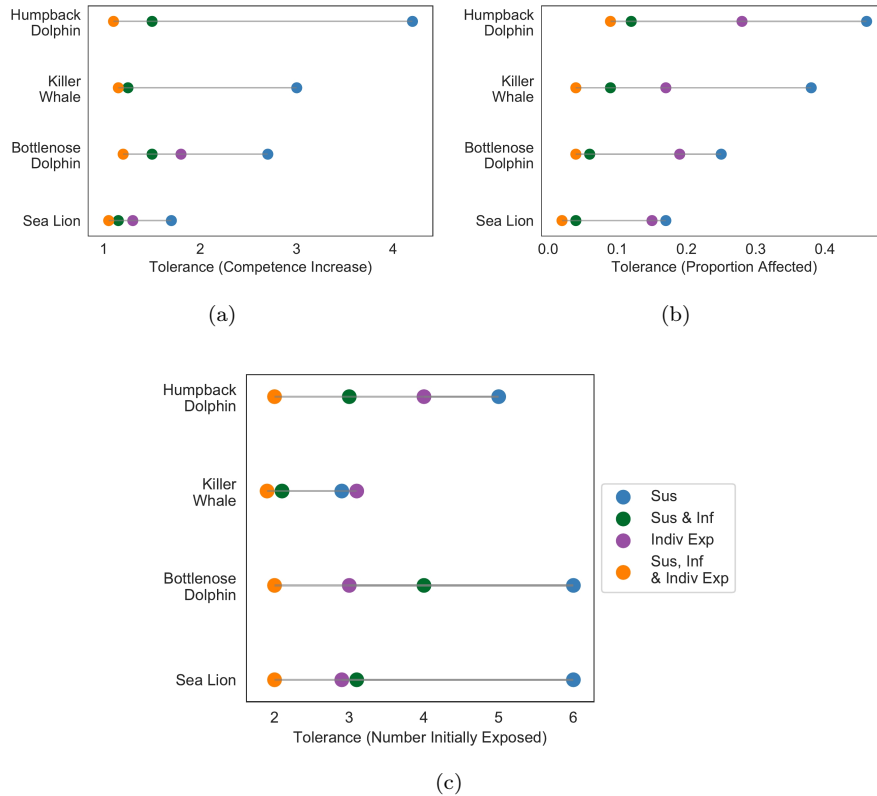 Humpback
Dolphin
Killer
Whale
Bottlenose
Dolphin
Sea Lion
1 2 3 4
Tolerance (Competence Increase)
(a)
Humpback
Dolphin
Killer
Whale
Bottlenose
Dolphin
Sea Lion
0.0 0.1 0.2 0.3 0.4
Tolerance (Proportion Affected)
(b)
Humpback
Dolphin
Killer
Whale
Bottlenose
Dolphin
Sea Lion
2 3 4 5 6
Tolerance (Number Initially Exposed)
Sus
Sus & Inf
Indiv Exp
Sus, Inf
& Indiv Exp
(c)